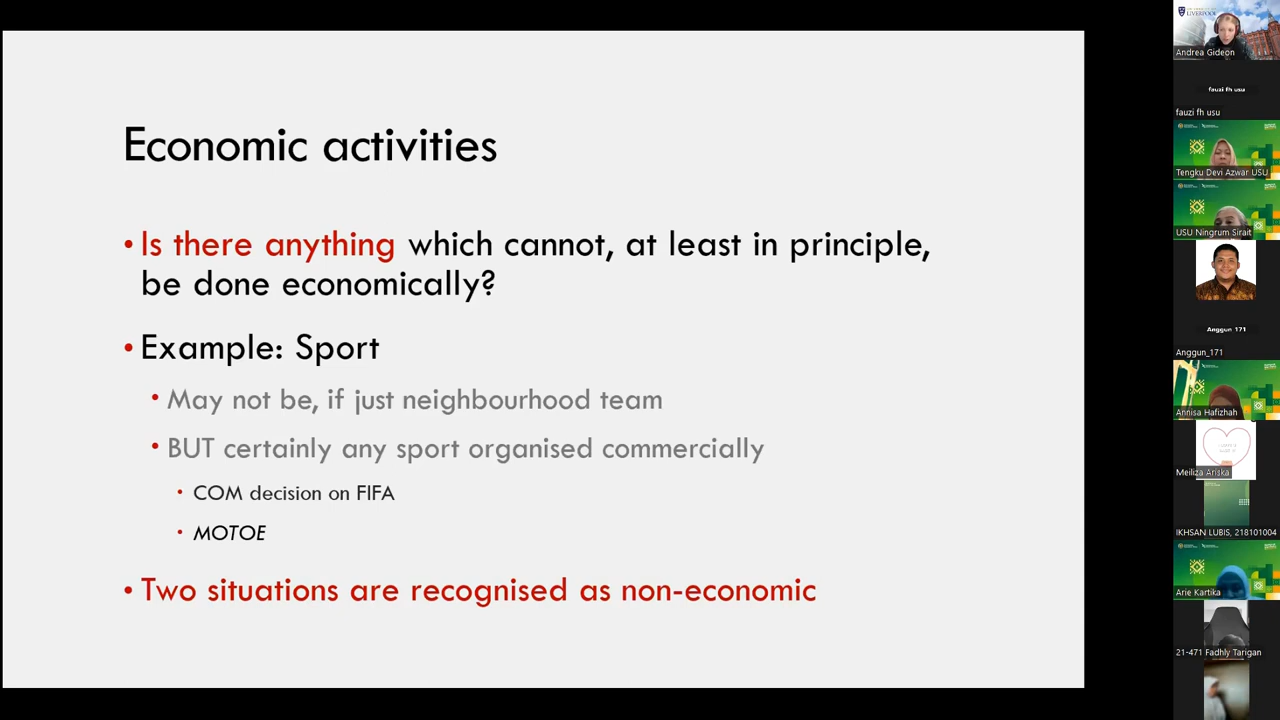 Economic activities
• Is there anything which cannot, at least in principle,
be done economically?
• Example: Sport
• May not be, if just neighbourhood team
• BUT certainly any sport organised commercially
• COM decision on FIFA
• MOTOE
• Two situations are recognised as non-economic
LIVERPOOL
Andrea Gideon
fauzi fh usu
fauzi fh usu
Tengku Devi Azwar USU
USU Ningrum Sirait
Anggun 171
Anggun_171
Annisa Hafizhah
Meiliza Ariska
IKHSAN LUBIS, 218101004
Arie Kartika
21-471 Fadhly Tarigan